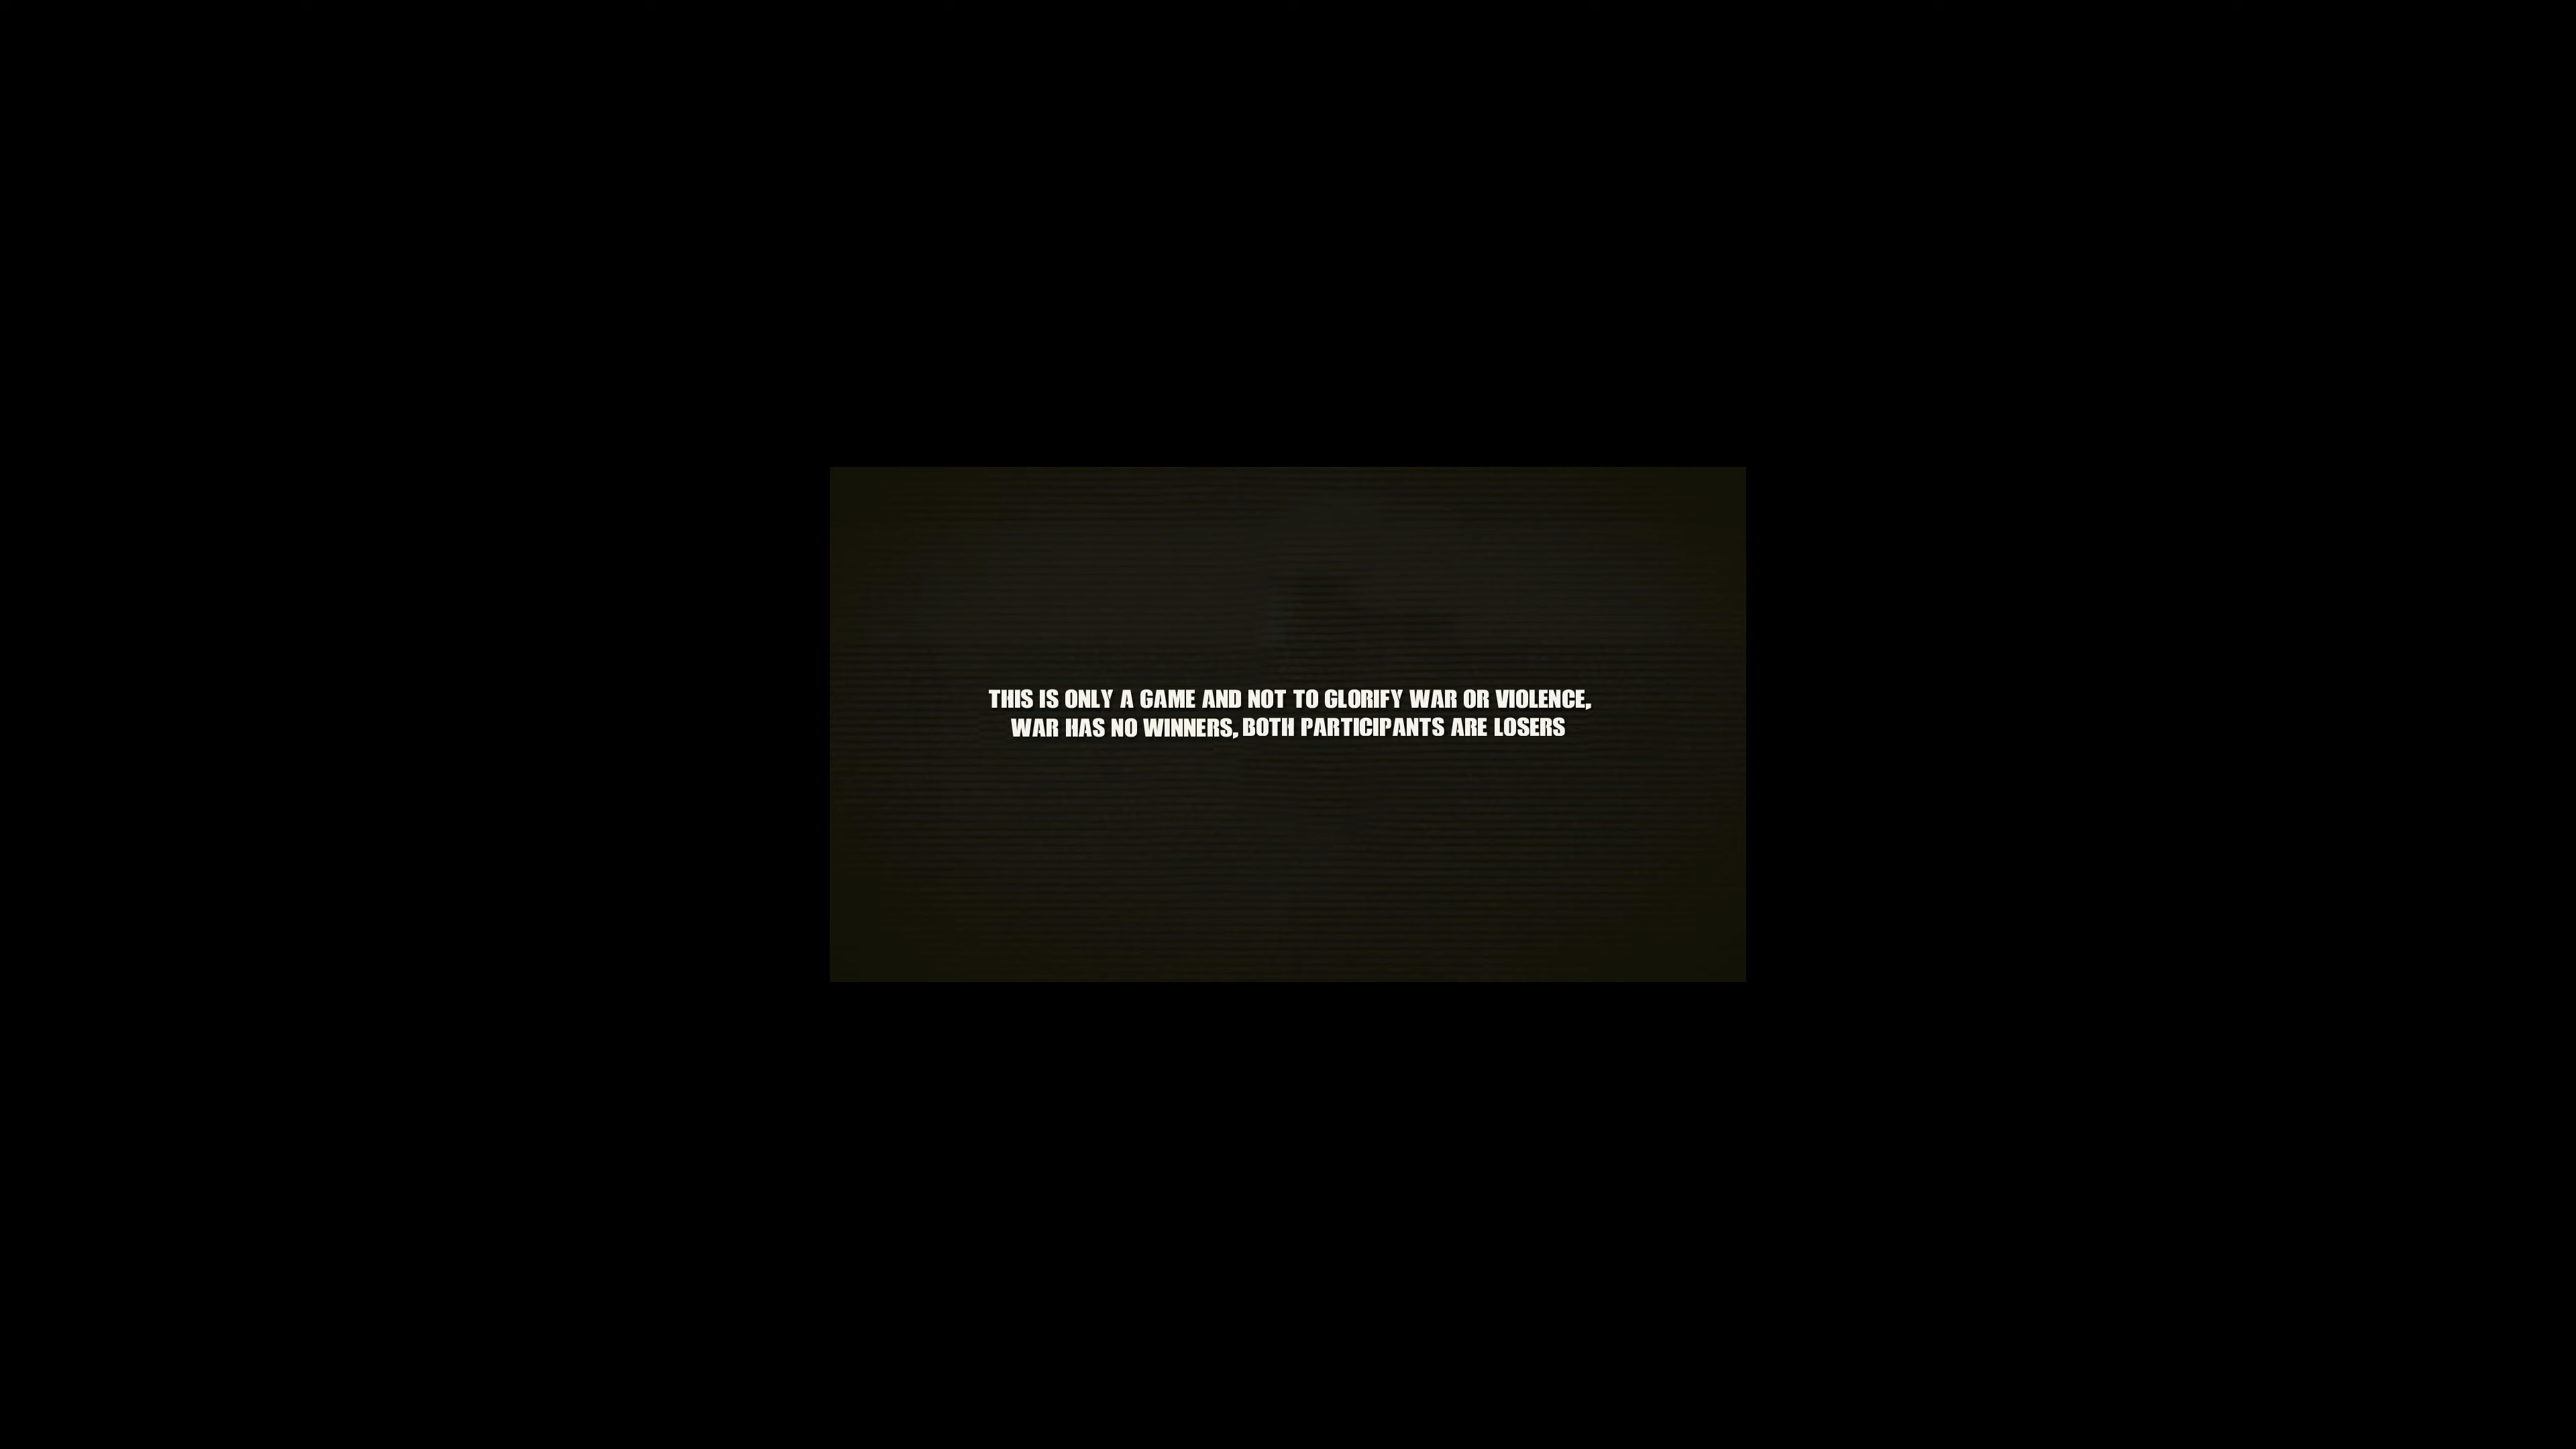 THIS IS ONLY A GAME AND NOT TO GLORIFY WAR OR VIOLENCE,
WAR HAS NO WINNERS, BOTH PARTICIPANTS ARE LOSERS